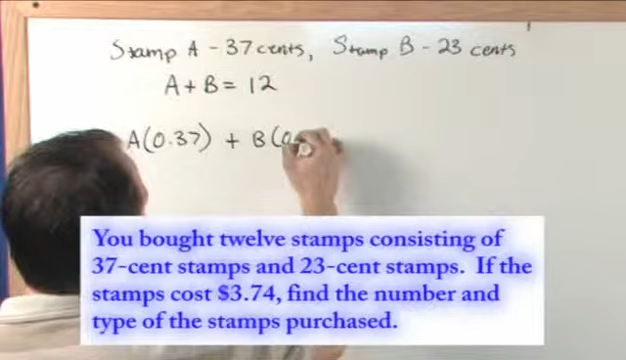 Stamp A - 37 cents, Stamp B - 23 cents
A + B = 12
A(0.37) + B(0.
You bought twelve stamps consisting of
37-cent stamps and 23-cent stamps. If the
stamps cost $3.74, find the number and
type of the stamps purchased.